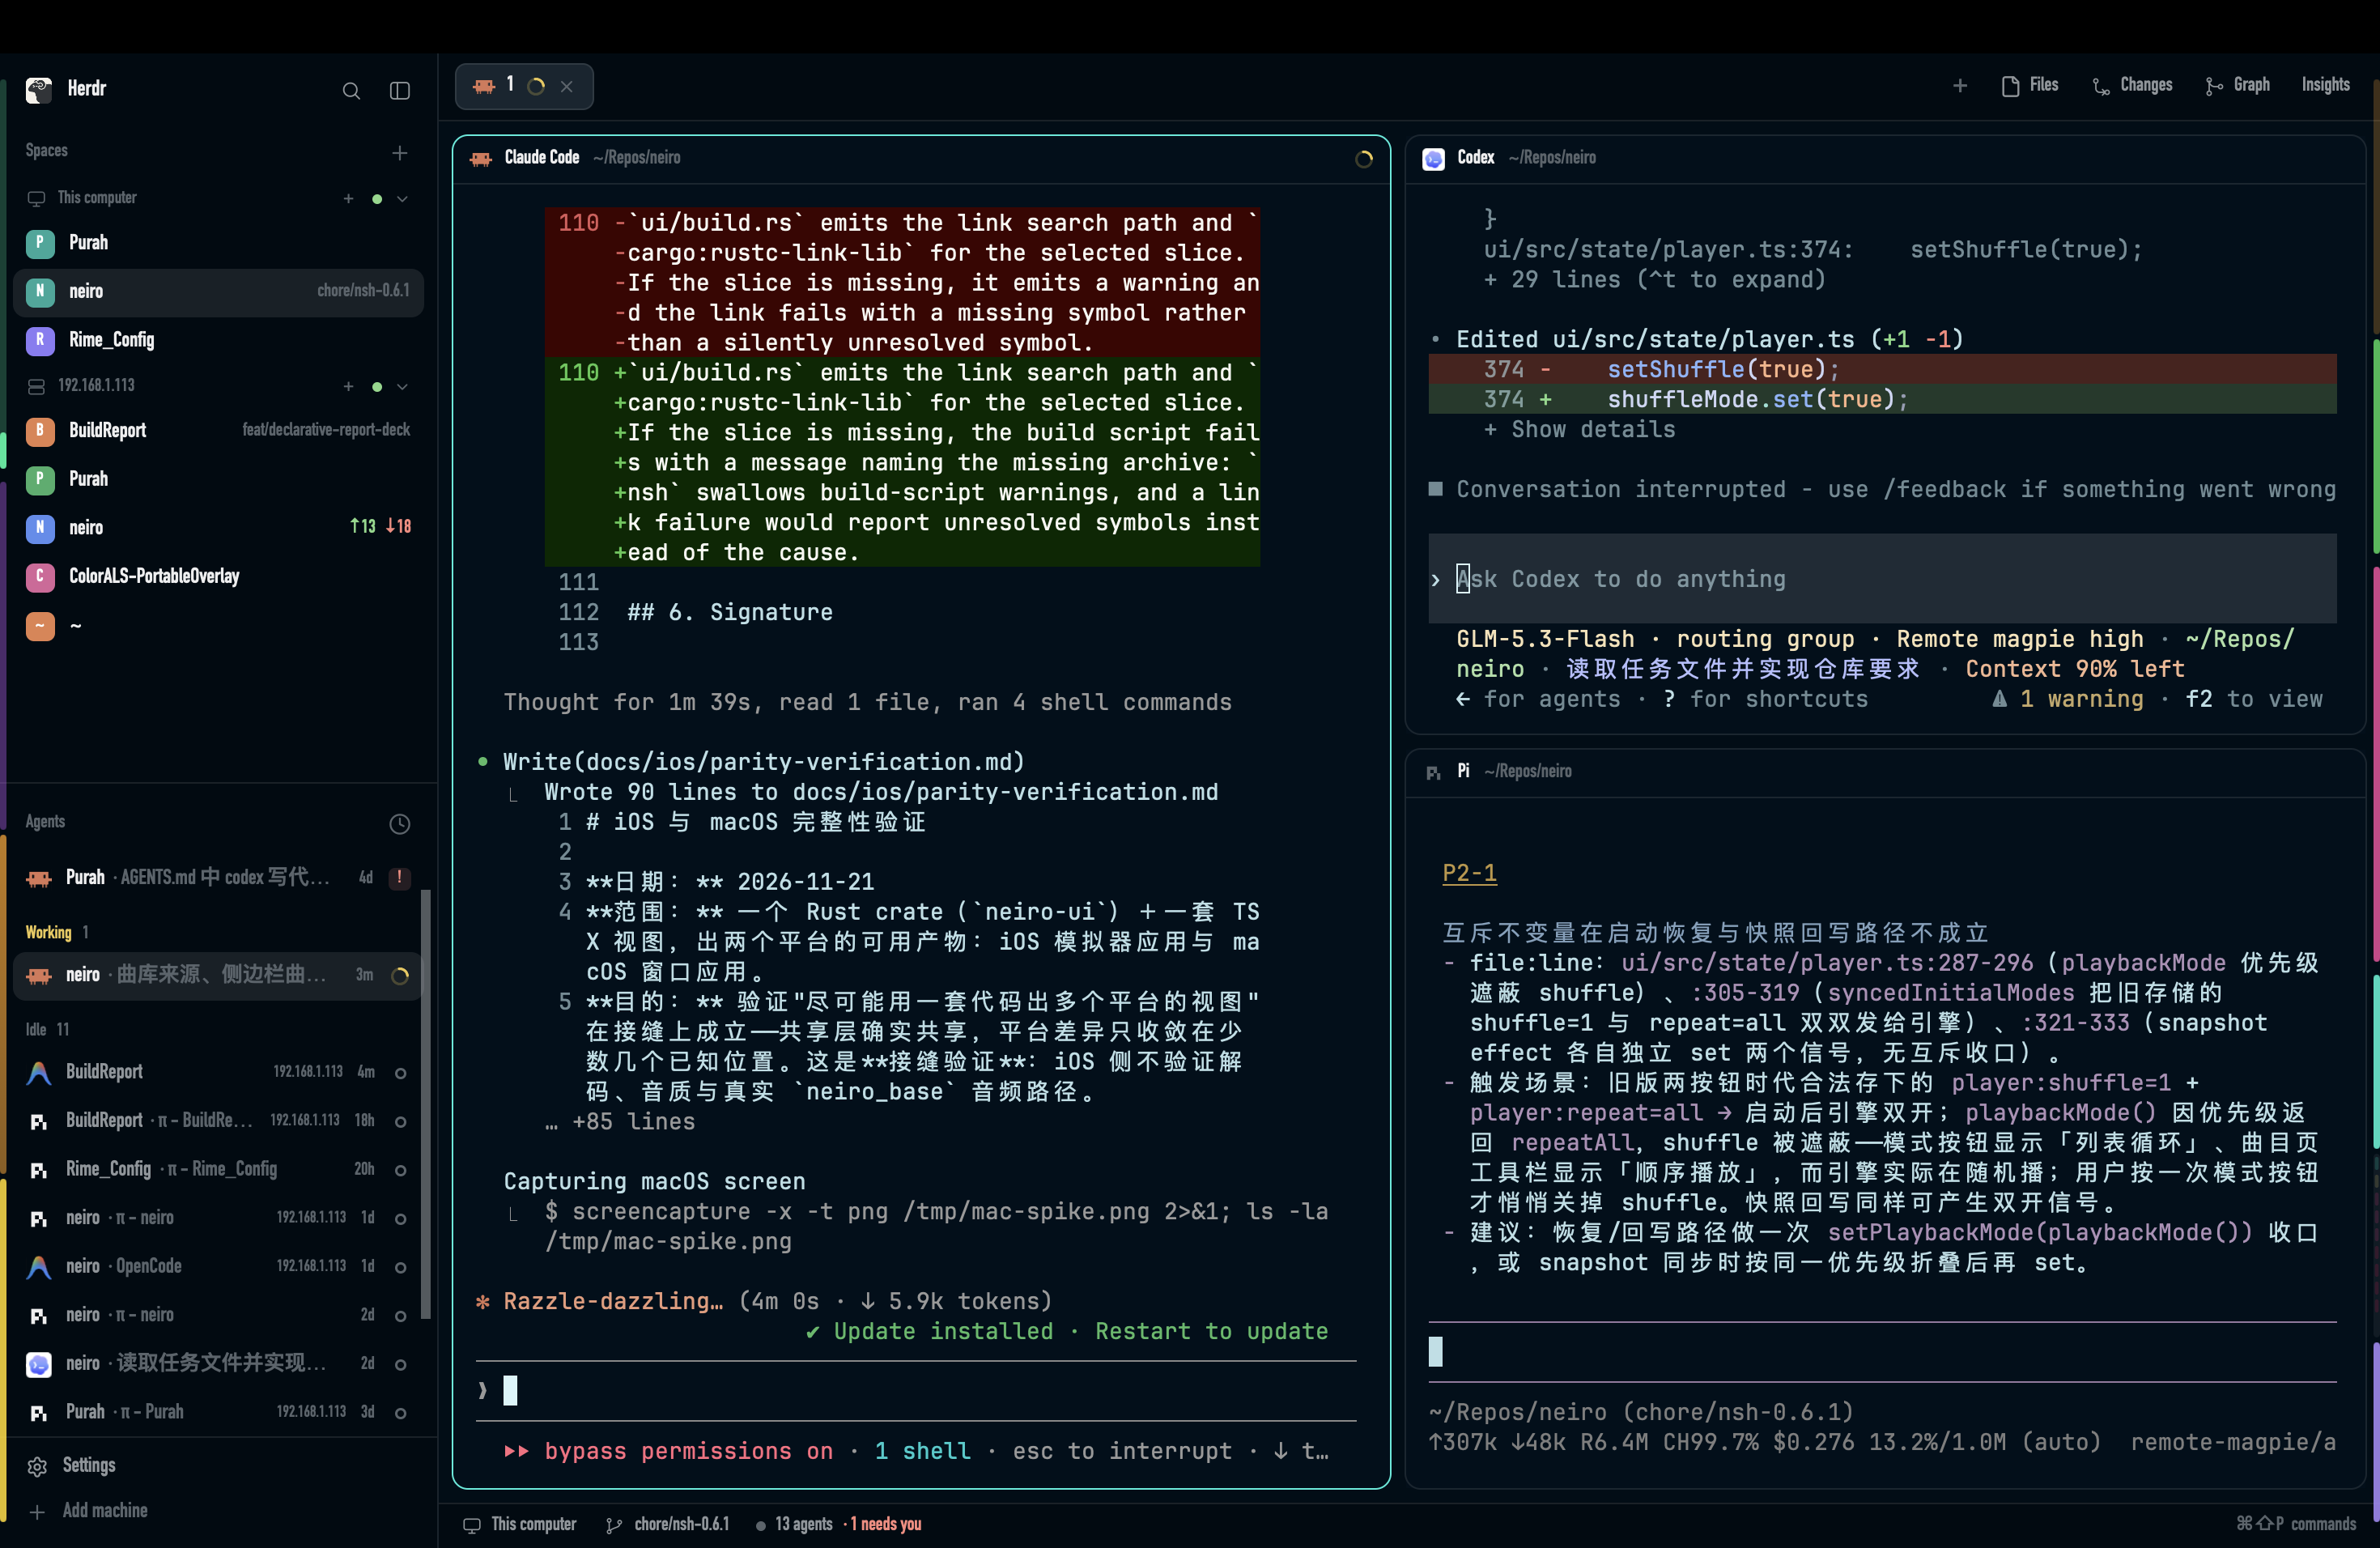 Herdr
Spaces
This computer
P Purah
N neiro chore/nsh-0.6.1
R Rime_Config
192.168.1.113
B BuildReport feat/declarative-report-deck
P Purah
N neiro ↑13 ↓18
C ColorALS-PortableOverlay
~ ~
Agents
Purah · AGENTS.md 中 codex 写代… 4d !
Working 1
neiro · 曲库来源、侧边栏曲… 3m
Idle 11
BuildReport 192.168.1.113 4m
BuildReport · π – BuildRe… 192.168.1.113 18h
Rime_Config · π – Rime_Config 20h
neiro · π – neiro 192.168.1.113 1d
neiro · OpenCode 192.168.1.113 1d
neiro · π – neiro 2d
neiro · 读取任务文件并实现… 2d
Purah · π – Purah 192.168.1.113 3d
Settings
Add machine
1
Files
Changes
Graph
Insights
Claude Code ~/Repos/neiro
110 -`ui/build.rs` emits the link search path and `
-cargo:rustc-link-lib` for the selected slice.
-If the slice is missing, it emits a warning an
-d the link fails with a missing symbol rather
-than a silently unresolved symbol.
110 +`ui/build.rs` emits the link search path and `
+cargo:rustc-link-lib` for the selected slice.
+If the slice is missing, the build script fail
+s with a message naming the missing archive: `
+nsh` swallows build-script warnings, and a lin
+k failure would report unresolved symbols inst
+ead of the cause.
111
112 ## 6. Signature
113
Thought for 1m 39s, read 1 file, ran 4 shell commands
● Write(docs/ios/parity-verification.md)
⎿ Wrote 90 lines to docs/ios/parity-verification.md
1 # iOS 与 macOS 完整性验证
2
3 **日期：** 2026-11-21
4 **范围：** 一个 Rust crate（`neiro-ui`）＋一套 TS
X 视图，出两个平台的可用产物：iOS 模拟器应用与 ma
cOS 窗口应用。
5 **目的：** 验证"尽可能用一套代码出多个平台的视图"
在接缝上成立——共享层确实共享，平台差异只收敛在少
数几个已知位置。这是**接缝验证**：iOS 侧不验证解
码、音质与真实 `neiro_base` 音频路径。
… +85 lines
Capturing macOS screen
⎿ $ screencapture -x -t png /tmp/mac-spike.png 2>&1; ls -la
/tmp/mac-spike.png
✻ Razzle-dazzling… (4m 0s · ↓ 5.9k tokens)
✔ Update installed · Restart to update
❯
▸▸ bypass permissions on · 1 shell · esc to interrupt · ↓ t…
Codex ~/Repos/neiro
}
ui/src/state/player.ts:374: setShuffle(true);
+ 29 lines (^t to expand)
• Edited ui/src/state/player.ts (+1 -1)
374 - setShuffle(true);
374 + shuffleMode.set(true);
+ Show details
■ Conversation interrupted - use /feedback if something went wrong
› Ask Codex to do anything
GLM-5.3-Flash · routing group · Remote magpie high · ~/Repos/
neiro · 读取任务文件并实现仓库要求 · Context 90% left
← for agents · ? for shortcuts ⚠ 1 warning · f2 to view
Pi ~/Repos/neiro
P2-1
互斥不变量在启动恢复与快照回写路径不成立
- file:line: ui/src/state/player.ts:287-296（playbackMode 优先级
遮蔽 shuffle）、:305-319（syncedInitialModes 把旧存储的
shuffle=1 与 repeat=all 双双发给引擎）、:321-333（snapshot
effect 各自独立 set 两个信号，无互斥收口）。
- 触发场景：旧版两按钮时代合法存下的 player:shuffle=1 +
player:repeat=all → 启动后引擎双开；playbackMode() 因优先级返
回 repeatAll，shuffle 被遮蔽——模式按钮显示「列表循环」、曲目页
工具栏显示「顺序播放」，而引擎实际在随机播；用户按一次模式按钮
才悄悄关掉 shuffle。快照回写同样可产生双开信号。
- 建议：恢复/回写路径做一次 setPlaybackMode(playbackMode()) 收口
，或 snapshot 同步时按同一优先级折叠后再 set。
~/Repos/neiro (chore/nsh-0.6.1)
↑307k ↓48k R6.4M CH99.7% $0.276 13.2%/1.0M (auto) remote-magpie/a
This computer
chore/nsh-0.6.1
13 agents · 1 needs you
⌘⇧P commands